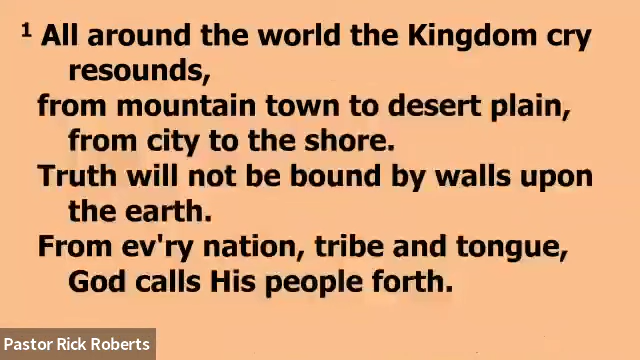 1 All around the world the Kingdom cry
resounds,
from mountain town to desert plain,
from city to the shore.
Truth will not be bound by walls upon
the earth.
From ev'ry nation, tribe and tongue,
God calls His people forth.
Pastor Rick Roberts